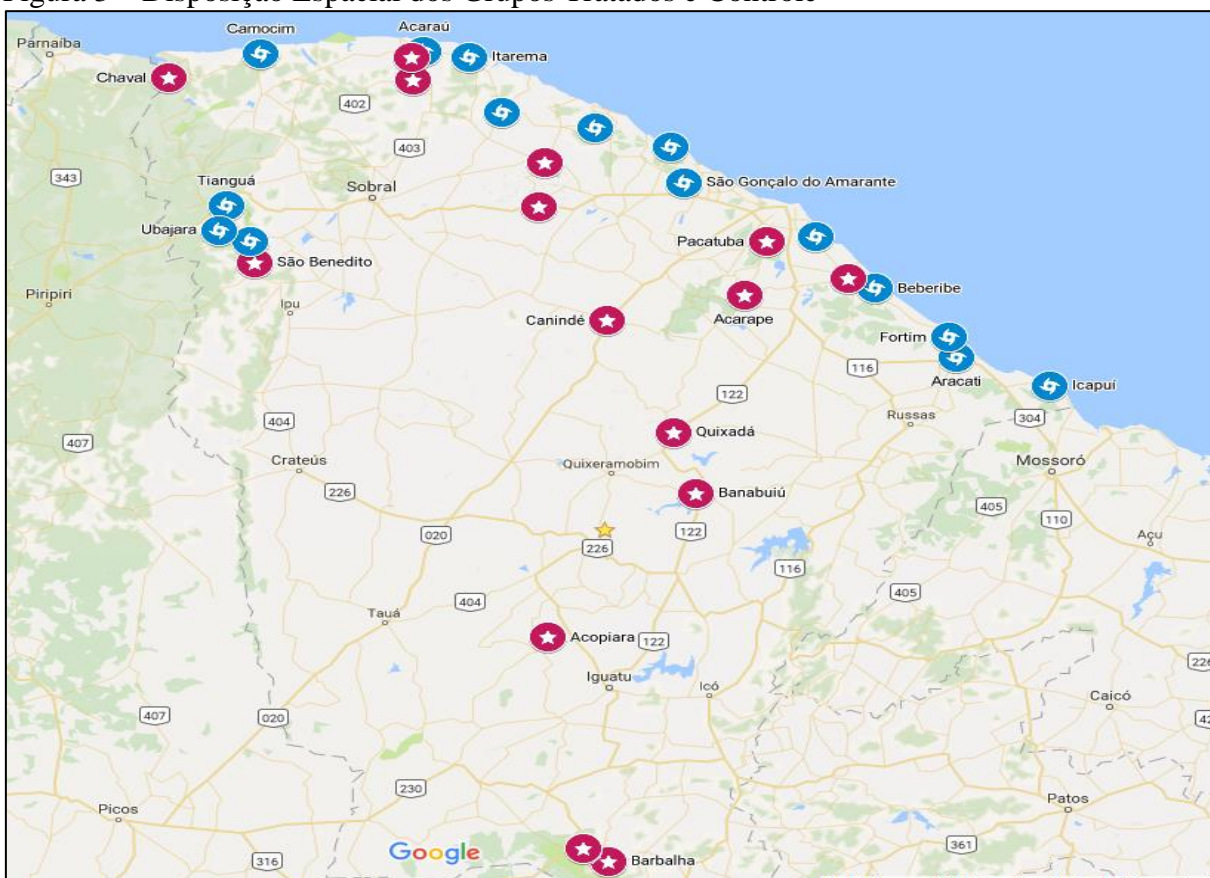 Figura 3 – Disposição Espacial dos Grupos Tratados e Controle
Camocim
Acaraú
Parnaíba
Itarema
Chaval
402
403
343
Tianguá
Sobral
São Gonçalo do Amarante
Ubajara
Pacatuba
São Benedito
Piripiri
Ipu
Beberibe
Canindé
Acarape
Fortim
116
Aracati
Icapuí
122
Russas
304
404
Quixadá
407
Crateús
Quixeramobim
Mossoró
226
Banabuiú
405
110
020
122
226
Açu
116
404
405
Tauá
Acopiara
122
226
Iguatu
Icó
Caicó
407
020
42
230
Picos
Patos
Google
316
Barbalha
361